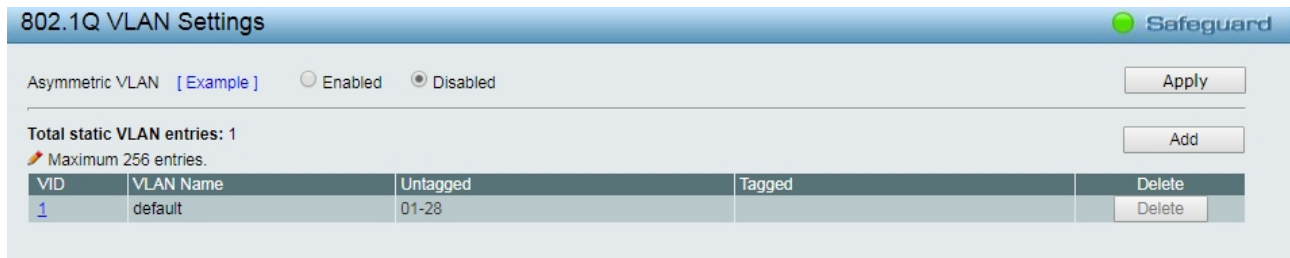 802.1Q VLAN Settings Safeguard
Asymmetric VLAN [ Example ] Enabled Disabled Apply
Total static VLAN entries: 1 Add
Maximum 256 entries.
VID VLAN Name Untagged Tagged Delete
1 default 01-28 Delete